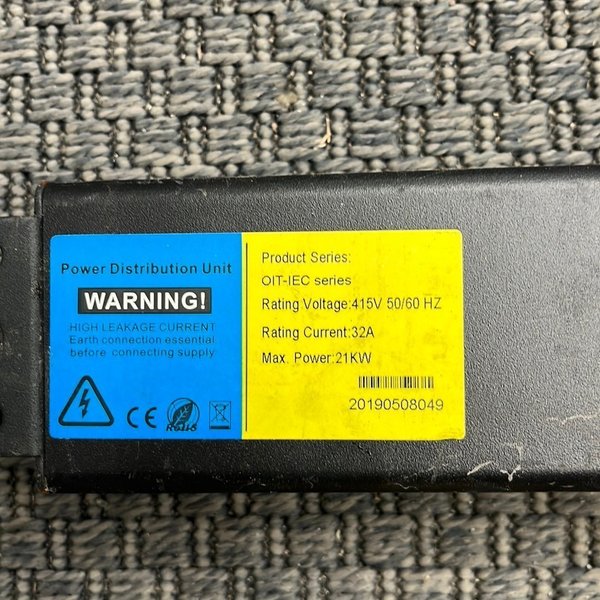 Power Distribution Unit
WARNING!
HIGH LEAKAGE CURRENT
Earth connection essential
before connecting supply
CE
RoHS
Product Series:
OIT-IEC series
Rating Voltage:415V 50/60 HZ
Rating Current:32A
Max. Power:21KW
20190508049